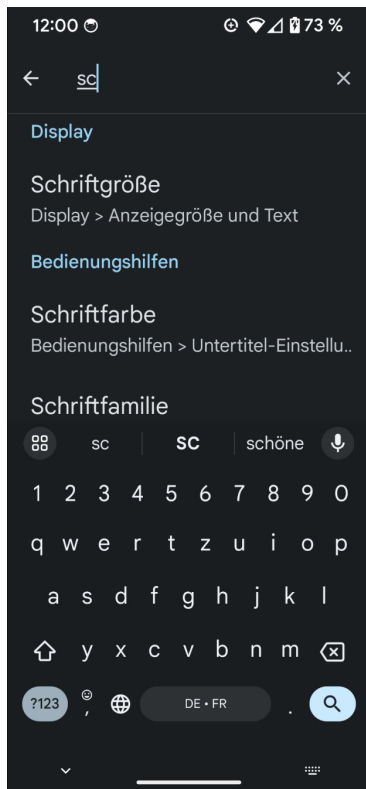 12:00 73 %
sc
Display
Schriftgröße
Display > Anzeigegröße und Text
Bedienungshilfen
Schriftfarbe
Bedienungshilfen > Untertitel-Einstellu..
Schriftfamilie
sc SC schöne
1 2 3 4 5 6 7 8 9 0
q w e r t z u i o p
a s d f g h j k l
y x c v b n m
?123 , DE • FR .